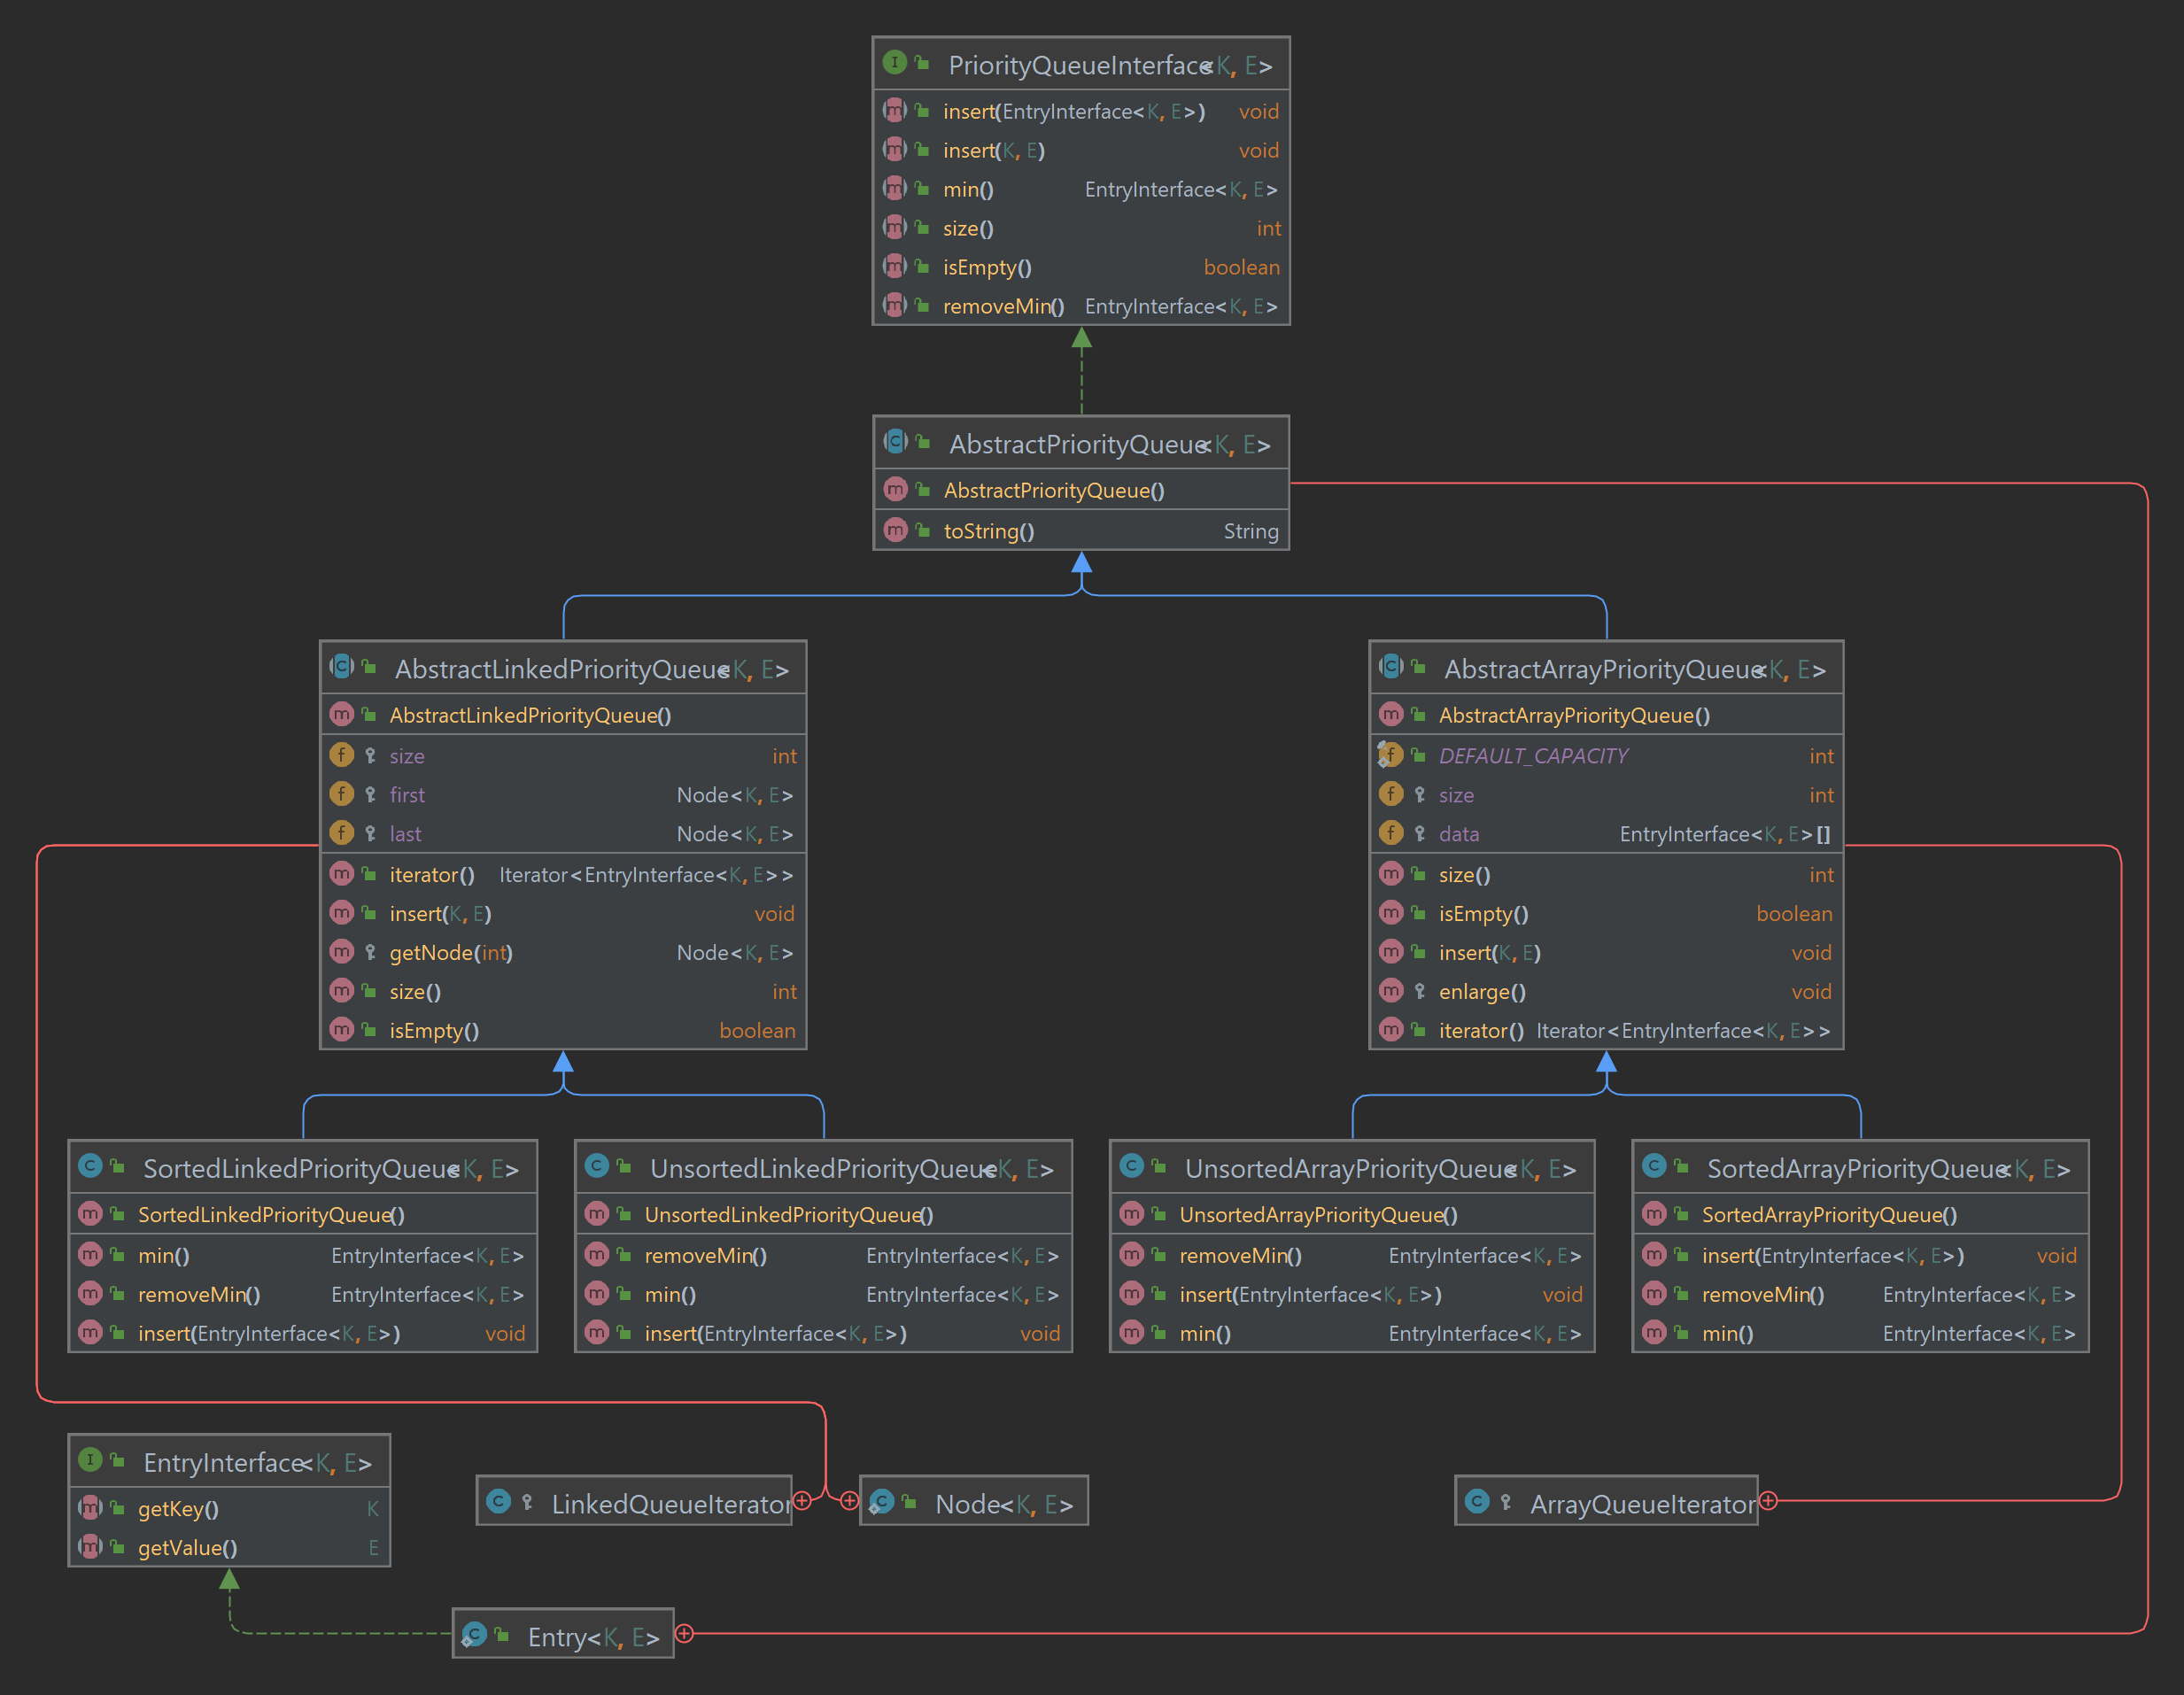 PriorityQueueInterface<K, E>
insert(EntryInterface<K, E>) void
insert(K, E) void
min() EntryInterface<K, E>
size() int
isEmpty() boolean
removeMin() EntryInterface<K, E>
AbstractPriorityQueue<K, E>
AbstractPriorityQueue()
toString() String
AbstractLinkedPriorityQueue<K, E>
AbstractLinkedPriorityQueue()
size int
first Node<K, E>
last Node<K, E>
iterator() Iterator<EntryInterface<K, E>>
insert(K, E) void
getNode(int) Node<K, E>
size() int
isEmpty() boolean
AbstractArrayPriorityQueue<K, E>
AbstractArrayPriorityQueue()
DEFAULT_CAPACITY int
size int
data EntryInterface<K, E>[]
size() int
isEmpty() boolean
insert(K, E) void
enlarge() void
iterator() Iterator<EntryInterface<K, E>>
SortedLinkedPriorityQueue<K, E>
SortedLinkedPriorityQueue()
min() EntryInterface<K, E>
removeMin() EntryInterface<K, E>
insert(EntryInterface<K, E>) void
UnsortedLinkedPriorityQueue<K, E>
UnsortedLinkedPriorityQueue()
removeMin() EntryInterface<K, E>
min() EntryInterface<K, E>
insert(EntryInterface<K, E>) void
UnsortedArrayPriorityQueue<K, E>
UnsortedArrayPriorityQueue()
removeMin() EntryInterface<K, E>
insert(EntryInterface<K, E>) void
min() EntryInterface<K, E>
SortedArrayPriorityQueue<K, E>
SortedArrayPriorityQueue()
insert(EntryInterface<K, E>) void
removeMin() EntryInterface<K, E>
min() EntryInterface<K, E>
EntryInterface<K, E>
getKey() K
getValue() E
LinkedQueueIterator
Node<K, E>
ArrayQueueIterator
Entry<K, E>